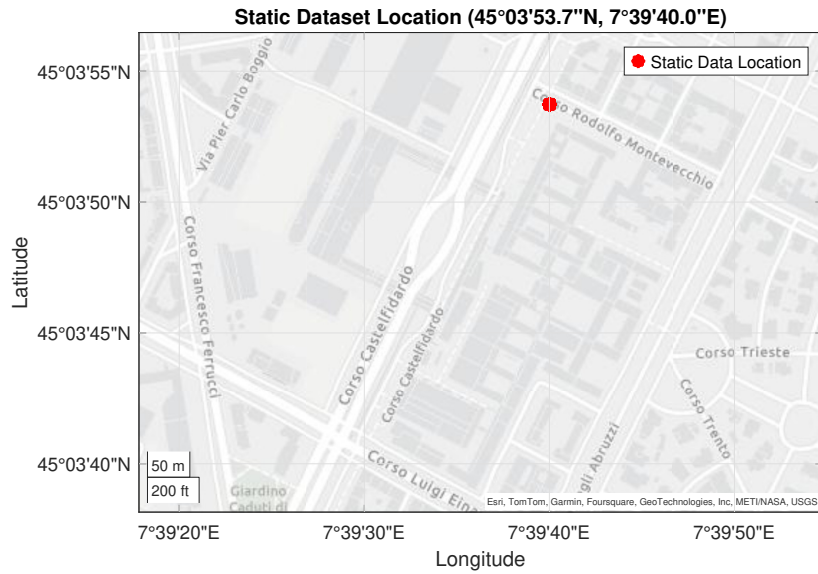 Static Dataset Location (45°03'53.7"N, 7°39'40.0"E)
Static Data Location
45°03'55"N
45°03'50"N
45°03'45"N
45°03'40"N
Latitude
Via Pier Carlo Boggio
Corso Rodolfo Montevecchio
Corso Francesco Ferrucci
Corso Castelfidardo
Corso Castelfidardo
Corso Trieste
Corso Trento
gli Abruzzi
Corso Luigi Eina
Giardino
Caduti di
50 m
200 ft
Esri, TomTom, Garmin, Foursquare, GeoTechnologies, Inc, METI/NASA, USGS
7°39'20"E 7°39'30"E 7°39'40"E 7°39'50"E
Longitude